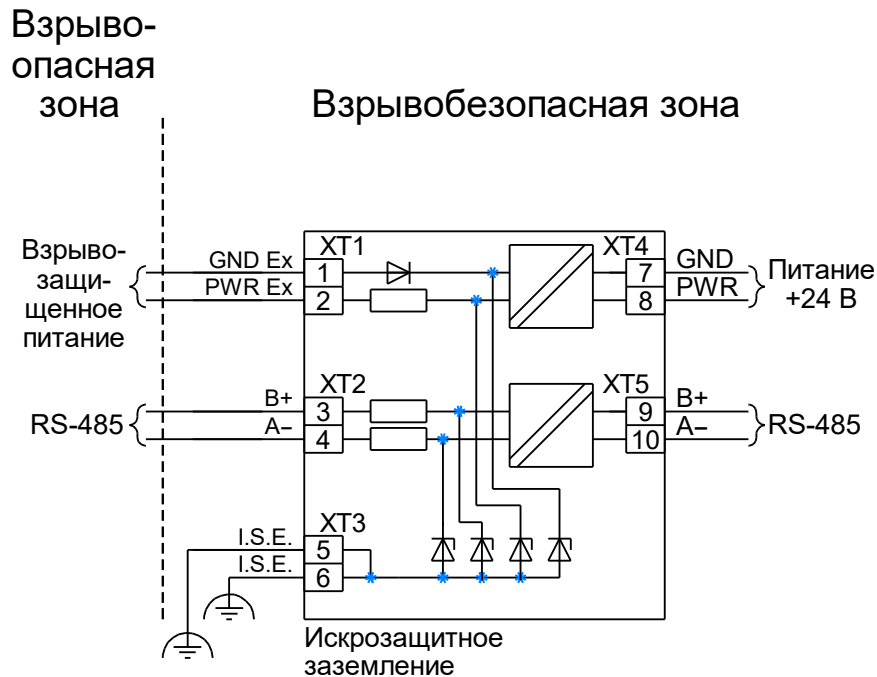 Взрыво-
опасная
зона
Взрывобезопасная зона
Взрыво-
защи-
щенное
питание
GND Ex
PWR Ex
XT1
1
2
XT4
7
8
GND
PWR
Питание
+24 В
RS-485
B+
A–
XT2
3
4
XT5
9
10
B+
A–
RS-485
I.S.E.
I.S.E.
XT3
5
6
Искрозащитное
заземление